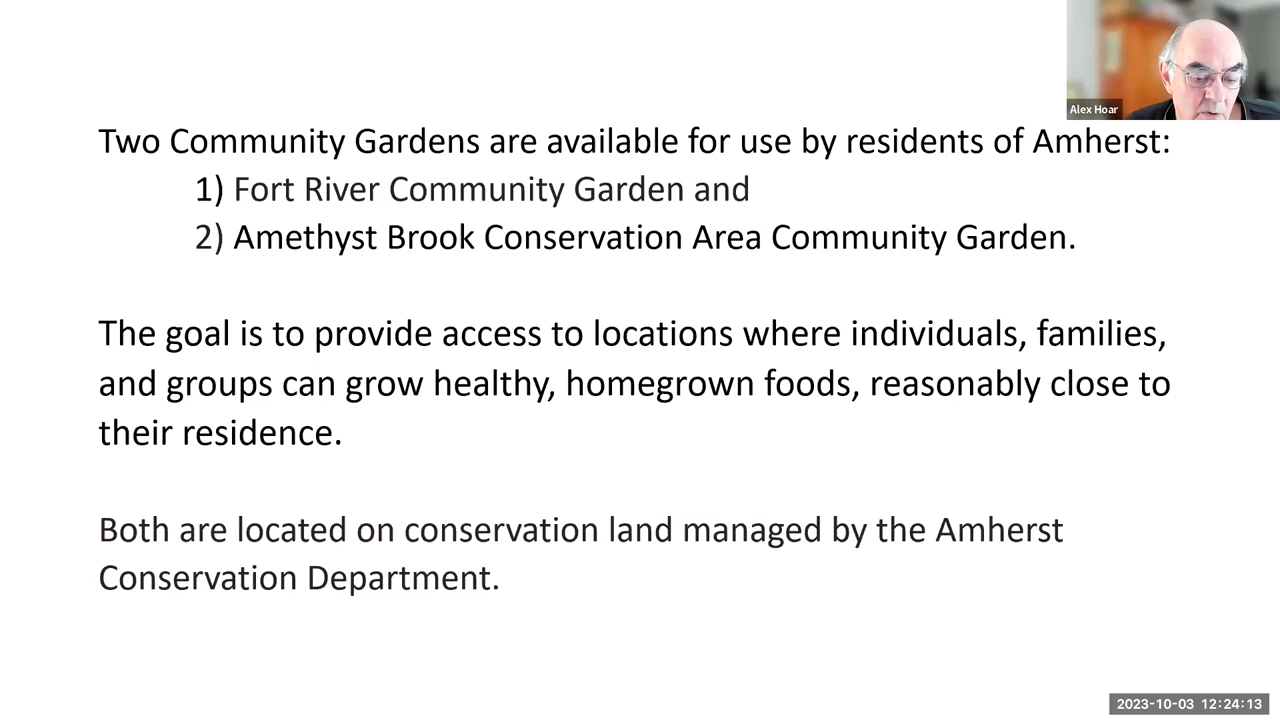 Alex Hoar
Two Community Gardens are available for use by residents of Amherst:
1) Fort River Community Garden and
2) Amethyst Brook Conservation Area Community Garden.
The goal is to provide access to locations where individuals, families,
and groups can grow healthy, homegrown foods, reasonably close to
their residence.
Both are located on conservation land managed by the Amherst
Conservation Department.
2023-10-03 12:24:13